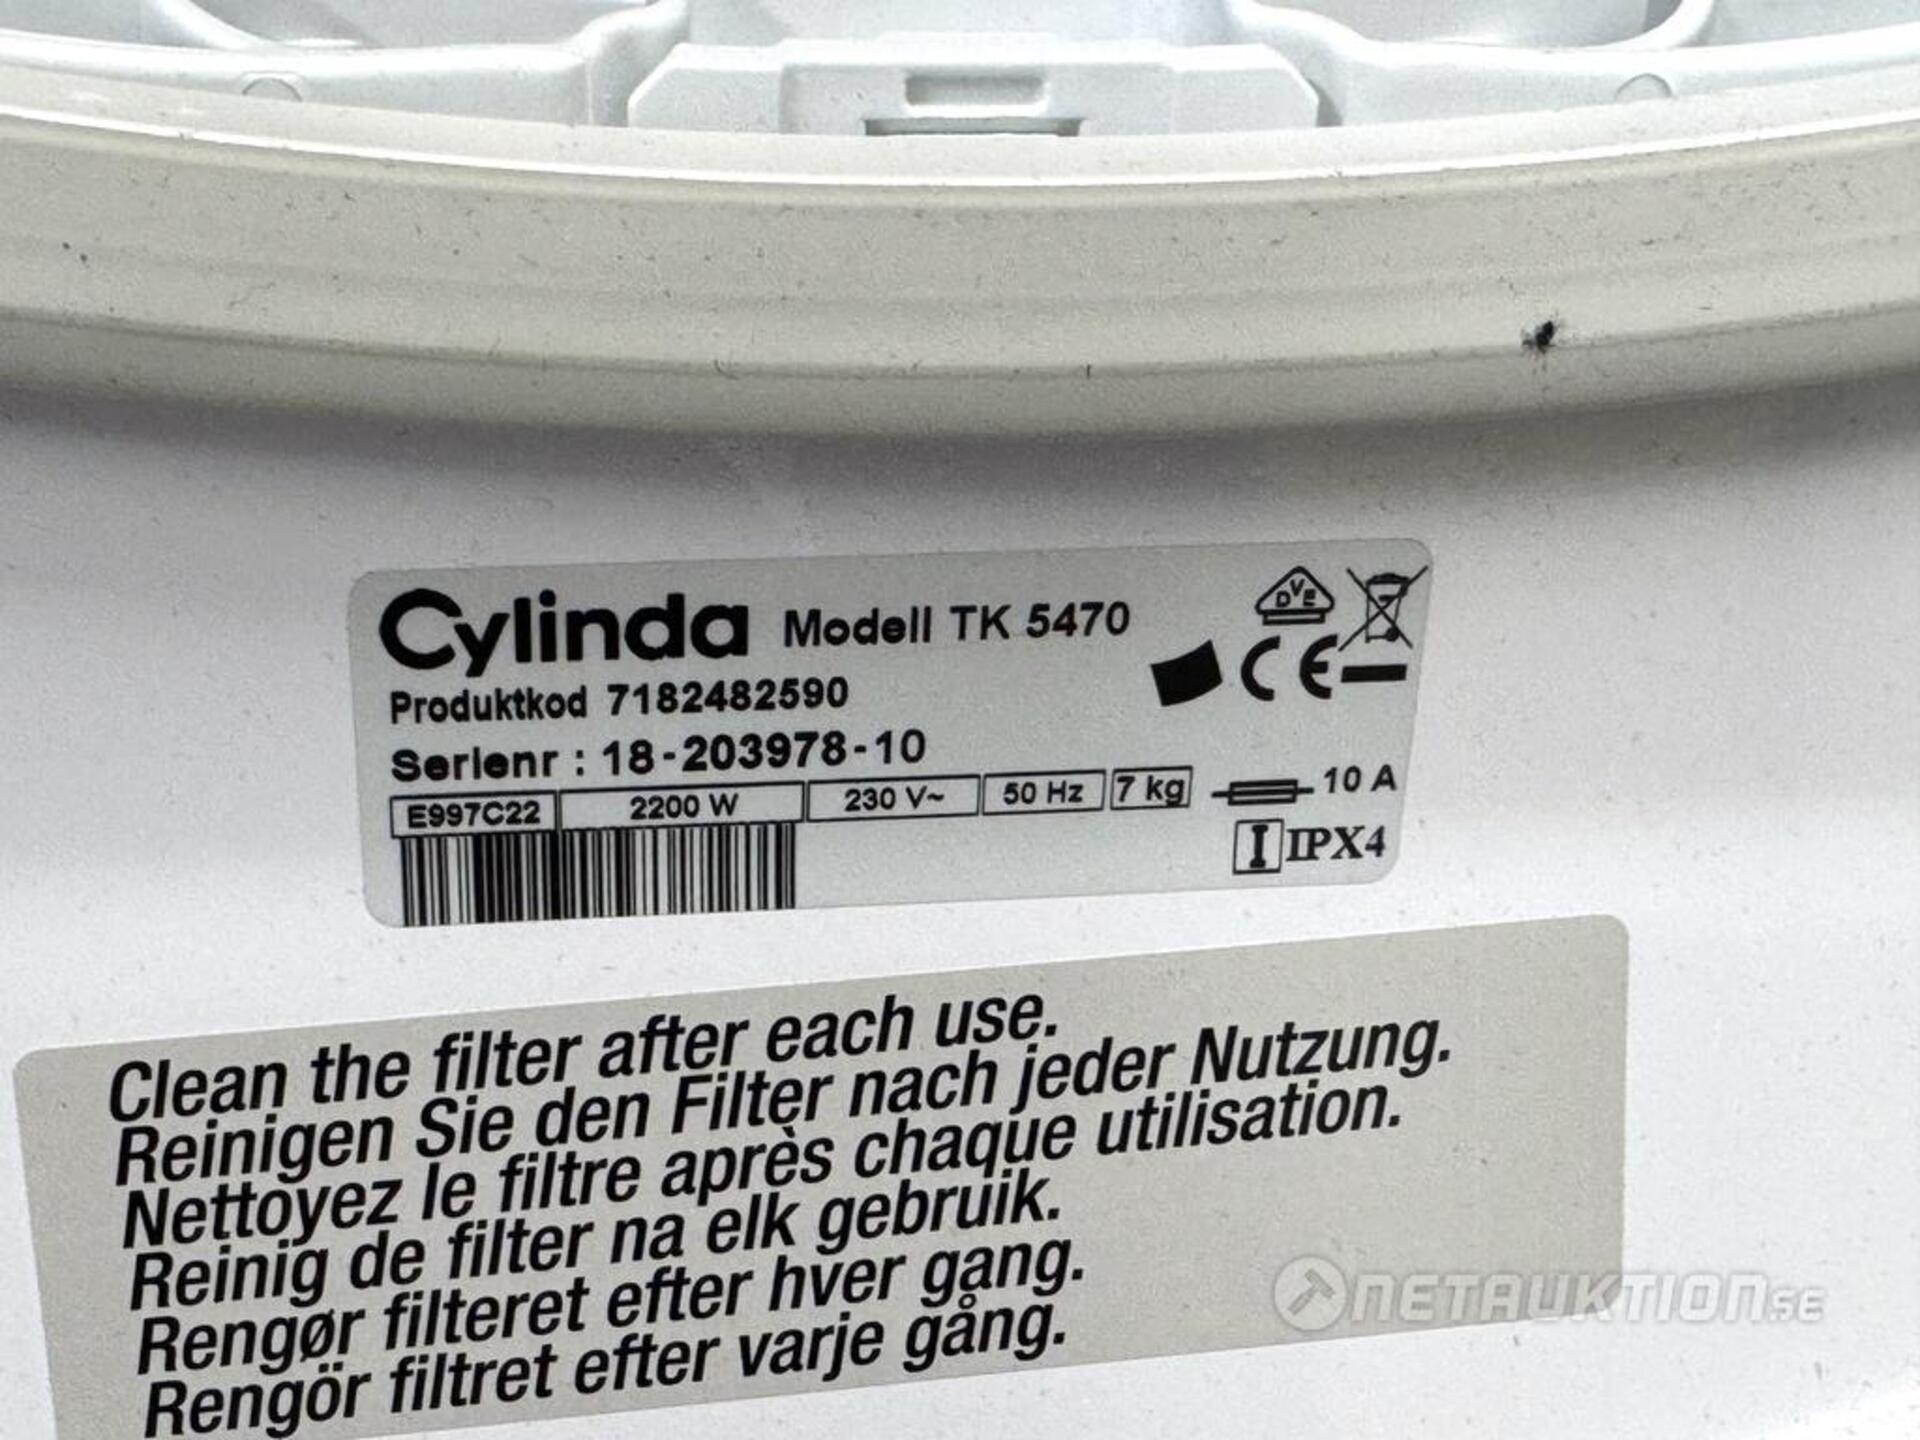 Cylinda Modell TK 5470
DVE
Produktkod 7182482590
CE
Serienr : 18-203978-10
E997C22 2200 W 230 V~ 50 Hz 7 kg 10 A
I IPX4
Clean the filter after each use.
Reinigen Sie den Filter nach jeder Nutzung.
Nettoyez le filtre après chaque utilisation.
Reinig de filter na elk gebruik.
Rengør filteret efter hver gang.
Rengör filtret efter varje gång.
NETAUKTION.SE